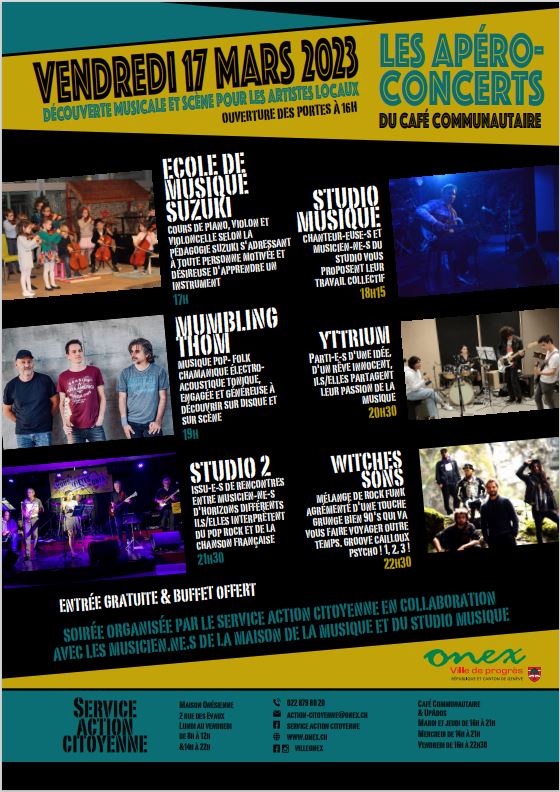 VENDREDI 17 MARS 2023
DÉCOUVERTE MUSICALE ET SCÈNE POUR LES ARTISTES LOCAUX
OUVERTURE DES PORTES À 16H
LES APÉRO-
CONCERTS
DU CAFÉ COMMUNAUTAIRE
ECOLE DE
MUSIQUE
SUZUKI
COURS DE PIANO, VIOLON ET
VIOLONCELLE SELON LA
PÉDAGOGIE SUZUKI S'ADRESSANT
À TOUTE PERSONNE MOTIVÉE ET
DÉSIREUSE D'APPRENDRE UN
INSTRUMENT
17H
STUDIO
MUSIQUE
CHANTEUR-EUSE-S ET
MUSICIEN-NE-S DU
STUDIO VOUS
PROPOSENT LEUR
TRAVAIL COLLECTIF
18H15
MUMBLING
THOM
MUSIQUE POP- FOLK
CHAMANIQUE ÉLECTRO-
ACOUSTIQUE TONIQUE,
ENGAGÉE ET GÉNÉREUSE À
DÉCOUVRIR SUR DISQUE ET
SUR SCÈNE
19H
YTTRIUM
PARTI-E-S D'UNE IDÉE,
D'UN RÊVE INNOCENT,
ILS/ELLES PARTAGENT
LEUR PASSION DE LA
MUSIQUE
20H30
STUDIO 2
ISSU-E-S DE RENCONTRES
ENTRE MUSICIEN-NE-S
D'HORIZONS DIFFÉRENTS
ILS/ELLES INTERPRÈTENT
DU POP ROCK ET DE LA
CHANSON FRANÇAISE
21H30
WITCHES
SONS
MÉLANGE DE ROCK FUNK
AGRÉMENTÉ D'UNE TOUCHE
GRUNGE BIEN 90'S QUI VA
VOUS FAIRE VOYAGER OUTRE
TEMPS, GROOVE CAILLOUX
PSYCHO ! 1, 2, 3 !
22H30
ENTRÉE GRATUITE & BUFFET OFFERT
SOIRÉE ORGANISÉE PAR LE SERVICE ACTION CITOYENNE EN COLLABORATION
AVEC LES MUSICIEN.NE.S DE LA MAISON DE LA MUSIQUE ET DU STUDIO MUSIQUE
onex
Ville de progrès
RÉPUBLIQUE ET CANTON DE GENÈVE
SERVICE
ACTION
CITOYENNE
MAISON ONÉSIENNE
2 RUE DES EVAUX
LUNDI AU VENDREDI
DE 8H À 12H
&14H À 22H
022 879 80 20
ACTION-CITOYENNE@ONEX.CH
SERVICE ACTION CITOYENNE
WWW.ONEX.CH
VILLEONEX
CAFÉ COMMUNAUTAIRE
& UPADOS
MARDI ET JEUDI DE 16H À 21H
MERCREDI DE 14H À 21H
VENDREDI DE 16H À 22H30